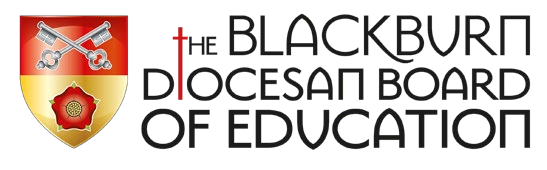 THE BLACKBURN
DIOCESAN BOARD
OF EDUCATION